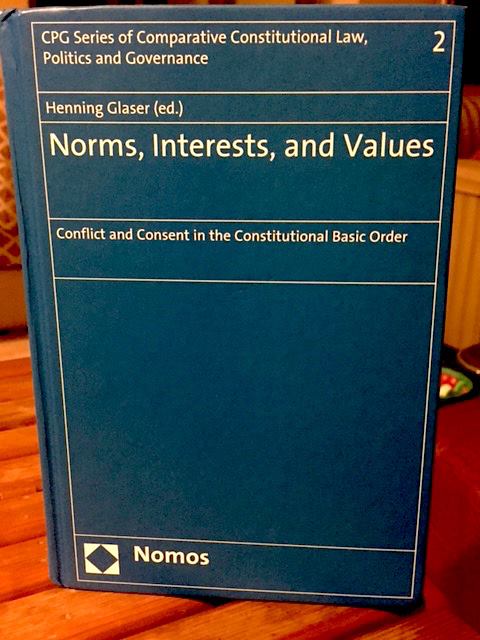 CPG Series of Comparative Constitutional Law,
Politics and Governance
2
Henning Glaser (ed.)
Norms, Interests, and Values
Conflict and Consent in the Constitutional Basic Order
Nomos